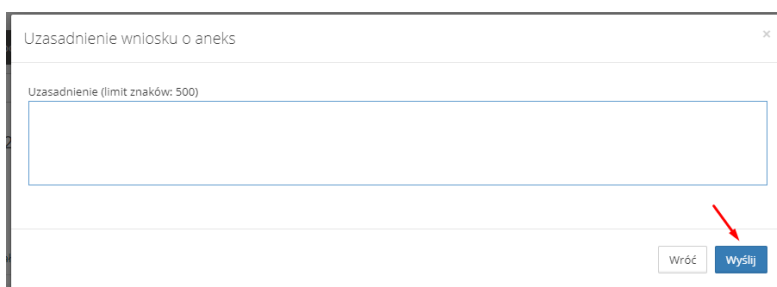 Uzasadnienie wniosku o aneks
×
Uzasadnienie (limit znaków: 500)
Wróć
Wyślij